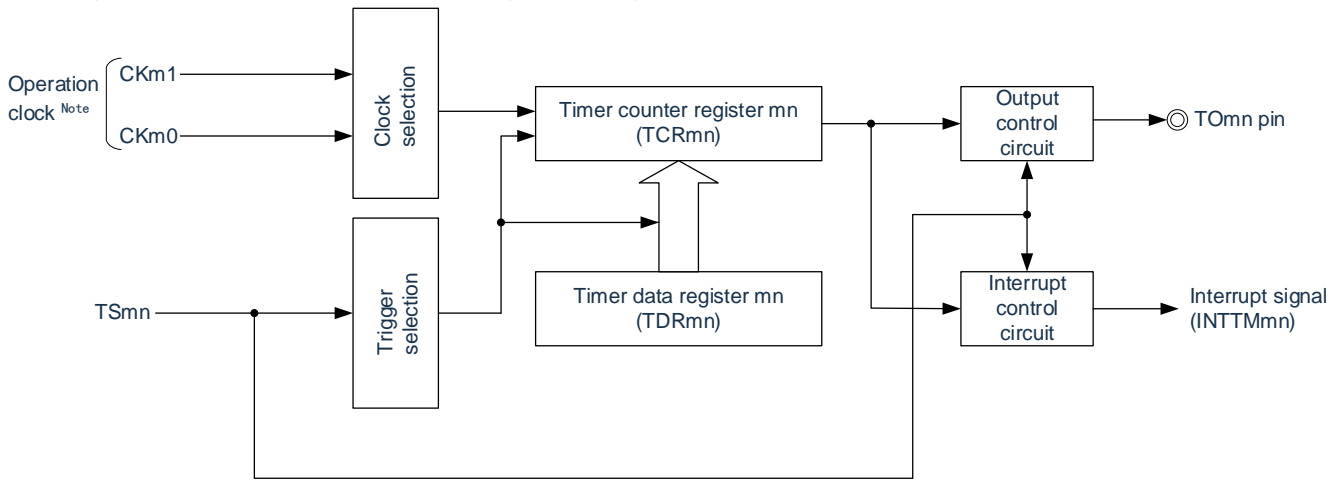 CKm1
Operation
clock Note
CKm0
Clock
selection
Timer counter register mn
(TCRmn)
Output
control
circuit
TOmn pin
TSmn
Trigger
selection
Timer data register mn
(TDRmn)
Interrupt
control
circuit
Interrupt signal
(INTTMmn)